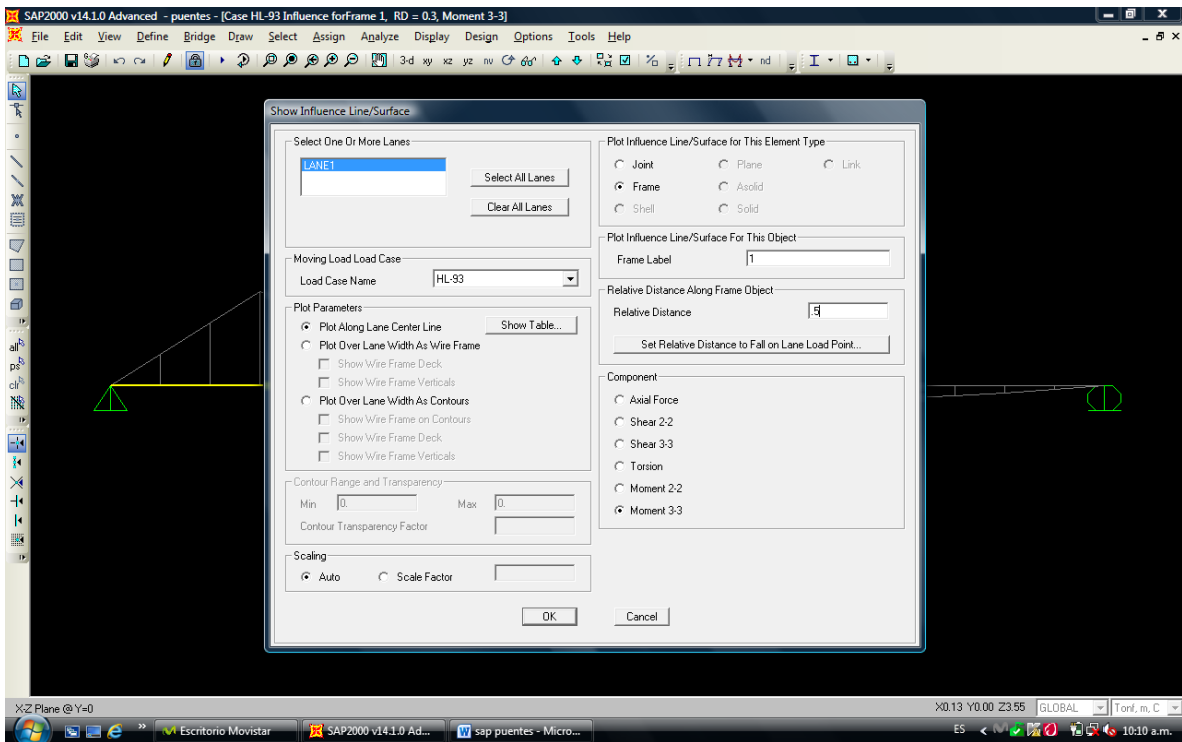 SAP2000 v14.1.0 Advanced - puentes - [Case HL-93 Influence forFrame 1, RD = 0.3, Moment 3-3]
File Edit View Define Bridge Draw Select Assign Analyze Display Design Options Tools Help
3-d xy xz yz nv nd
all
ps
clr
Show Influence Line/Surface
Select One Or More Lanes
LANE1
Select All Lanes
Clear All Lanes
Moving Load Load Case
Load Case Name HL-93
Plot Parameters
Plot Along Lane Center Line Show Table...
Plot Over Lane Width As Wire Frame
Show Wire Frame Deck
Show Wire Frame Verticals
Plot Over Lane Width As Contours
Show Wire Frame on Contours
Show Wire Frame Deck
Show Wire Frame Verticals
Contour Range and Transparency
Min 0. Max 0.
Contour Transparency Factor
Scaling
Auto Scale Factor
Plot Influence Line/Surface for This Element Type
Joint Plane Link
Frame Asolid
Shell Solid
Plot Influence Line/Surface For This Object
Frame Label 1
Relative Distance Along Frame Object
Relative Distance .5
Set Relative Distance to Fall on Lane Load Point...
Component
Axial Force
Shear 2-2
Shear 3-3
Torsion
Moment 2-2
Moment 3-3
OK Cancel
X-Z Plane @ Y=0 X0.13 Y0.00 Z3.55 GLOBAL Tonf, m, C
Escritorio Movistar SAP2000 v14.1.0 Ad... sap puentes - Micro... ES 10:10 a.m.